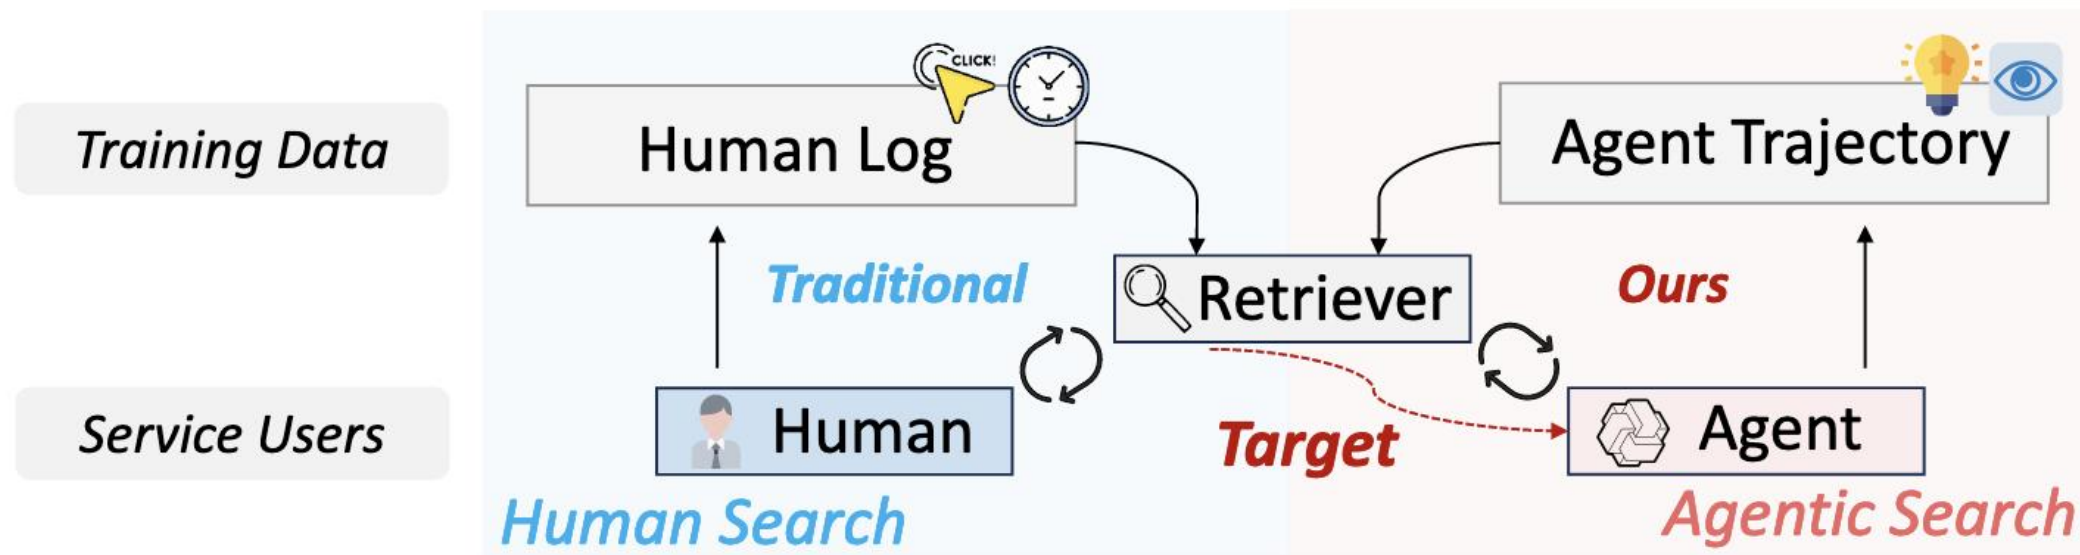 CLICK!
Training Data
Human Log
Agent Trajectory
Traditional
Retriever
Ours
Service Users
Human
Target
Agent
Human Search
Agentic Search